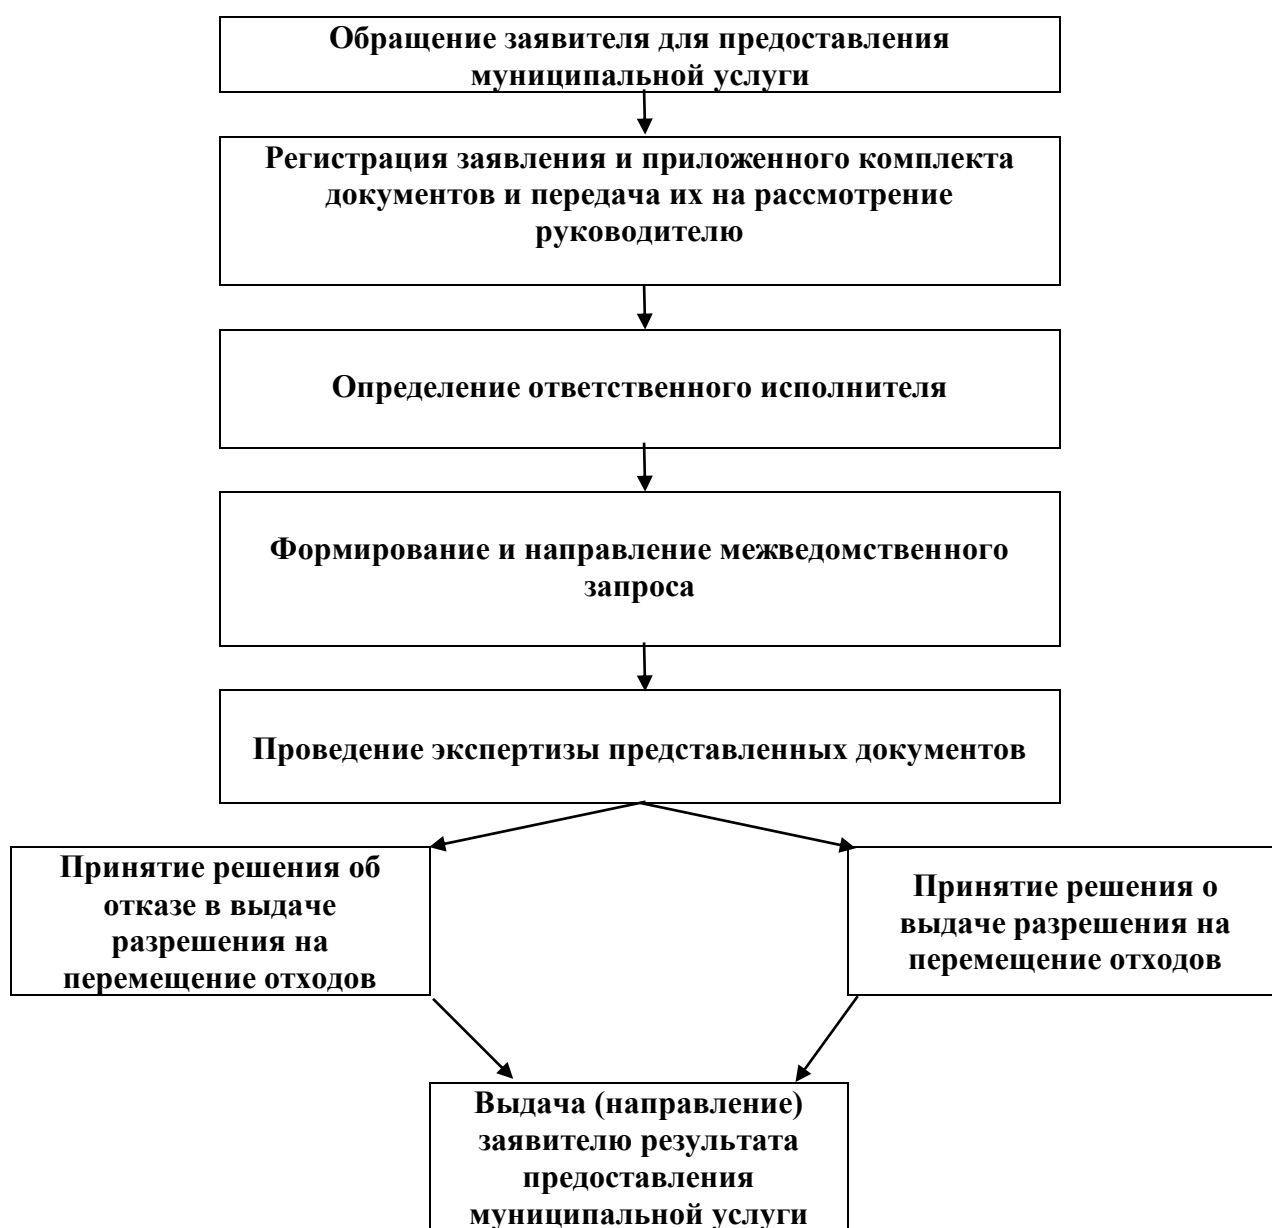 Обращение заявителя для предоставления
муниципальной услуги
Регистрация заявления и приложенного комплекта
документов и передача их на рассмотрение
руководителю
Определение ответственного исполнителя
Формирование и направление межведомственного
запроса
Проведение экспертизы представленных документов
Принятие решения об
отказе в выдаче
разрешения на
перемещение отходов
Принятие решения о
выдаче разрешения на
перемещение отходов
Выдача (направление)
заявителю результата
предоставления
муниципальной услуги